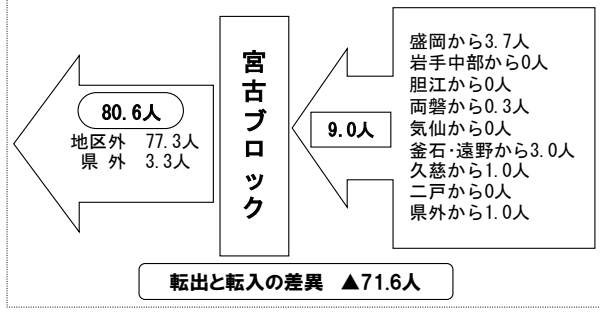 80.6人
地区外 77.3人
県 外 3.3人
宮古ブロック
9.0人
盛岡から3.7人
岩手中部から0人
胆江から0人
両磐から0.3人
気仙から0人
釜石･遠野から3.0人
久慈から1.0人
二戸から0人
県外から1.0人
転出と転入の差異 ▲71.6人